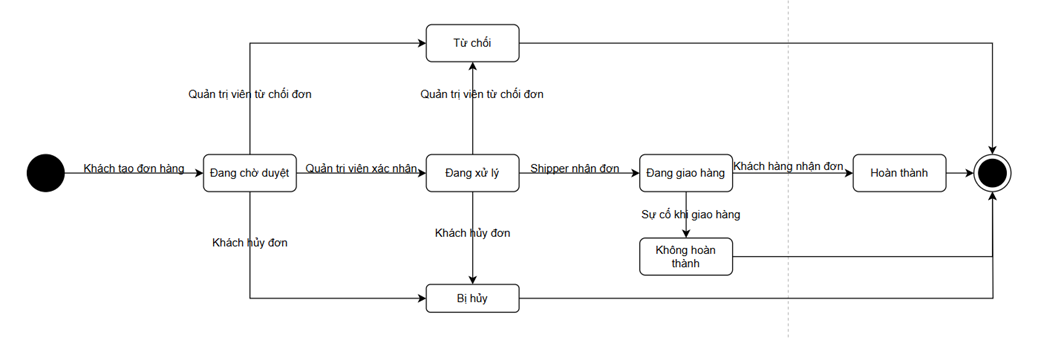 Từ chối
Quản trị viên từ chối đơn
Quản trị viên từ chối đơn
Khách tạo đơn hàng
Đang chờ duyệt
Quản trị viên xác nhận
Đang xử lý
Shipper nhận đơn
Đang giao hàng
Khách hàng nhận đơn
Hoàn thành
Sự cố khi giao hàng
Khách hủy đơn
Khách hủy đơn
Không hoàn
thành
Bị hủy